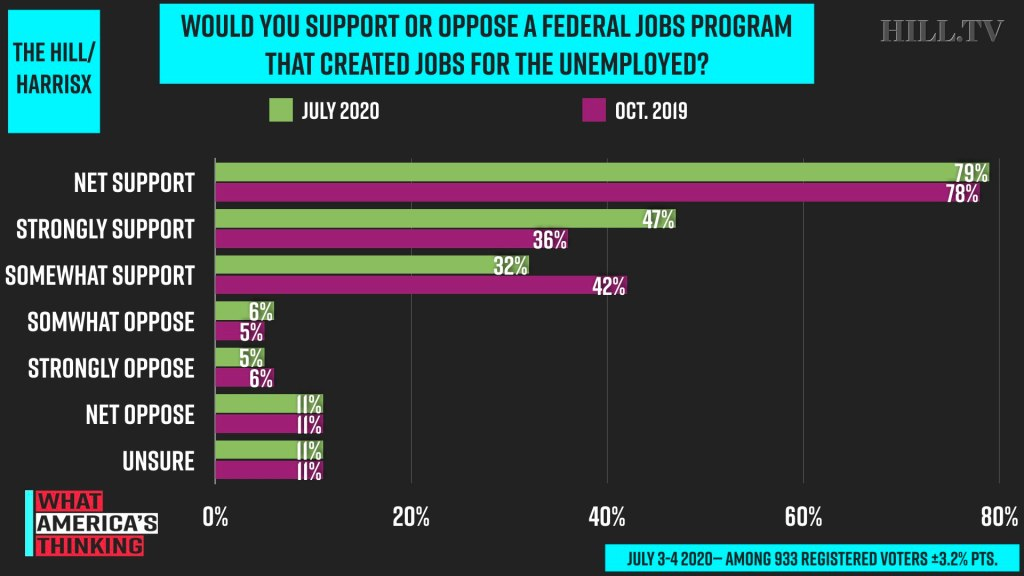 THE HILL/
HARRISX
WOULD YOU SUPPORT OR OPPOSE A FEDERAL JOBS PROGRAM
THAT CREATED JOBS FOR THE UNEMPLOYED?
HILL.TV
JULY 2020
OCT. 2019
NET SUPPORT
79%
78%
STRONGLY SUPPORT
47%
36%
SOMEWHAT SUPPORT
32%
42%
SOMWHAT OPPOSE
6%
5%
STRONGLY OPPOSE
5%
6%
NET OPPOSE
11%
11%
UNSURE
11%
11%
0% 20% 40% 60% 80%
WHAT
AMERICA'S
THINKING
JULY 3-4 2020– AMONG 933 REGISTERED VOTERS ±3.2% PTS.